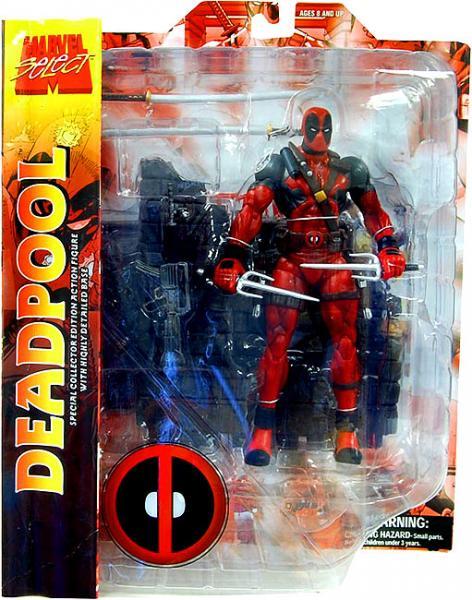 AGES 8 AND UP
MARVEL
Select
DEADPOOL
SPECIAL COLLECTOR EDITION ACTION FIGURE
WITH HIGHLY DETAILED BASE
WARNING:
HAZARD-Small parts.
children under 3 years.